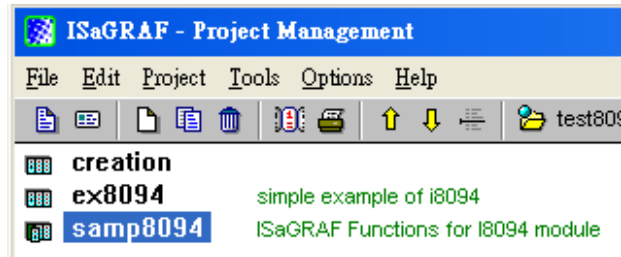 ISaGRAF - Project Management
File Edit Project Tools Options Help
test809
creation
ex8094 simple example of i8094
samp8094 ISaGRAF Functions for I8094 module